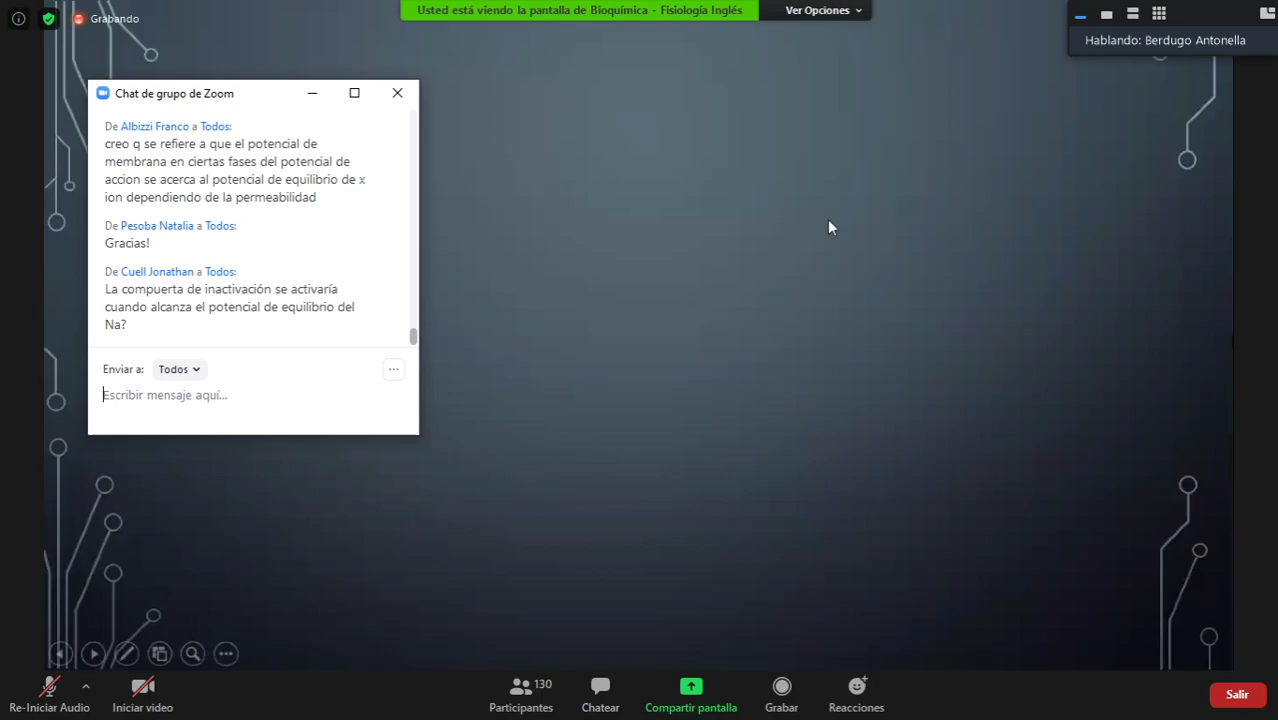 Grabando
Usted está viendo la pantalla de Bioquímica - Fisiología Inglés
Ver Opciones
Hablando: Berdugo Antonella
Chat de grupo de Zoom
De Albizzi Franco a Todos:
creo q se refiere a que el potencial de
membrana en ciertas fases del potencial de
accion se acerca al potencial de equilibrio de x
ion dependiendo de la permeabilidad
De Pesoba Natalia a Todos:
Gracias!
De Cuell Jonathan a Todos:
La compuerta de inactivación se activaría
cuando alcanza el potencial de equilibrio del
Na?
Enviar a: Todos
Escribir mensaje aquí...
Re-Iniciar Audio
Iniciar video
130
Participantes
Chatear
Compartir pantalla
Grabar
Reacciones
Salir